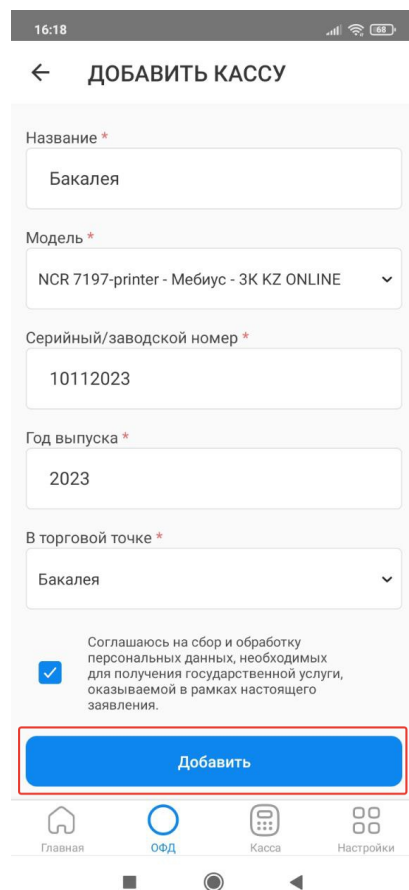 16:18
68
ДОБАВИТЬ КАССУ
Название *
Бакалея
Модель *
NCR 7197-printer - Мебиус - 3K KZ ONLINE
Серийный/заводской номер *
10112023
Год выпуска *
2023
В торговой точке *
Бакалея
Соглашаюсь на сбор и обработку
персональных данных, необходимых
для получения государственной услуги,
оказываемой в рамках настоящего
заявления.
Добавить
Главная
ОФД
Касса
Настройки